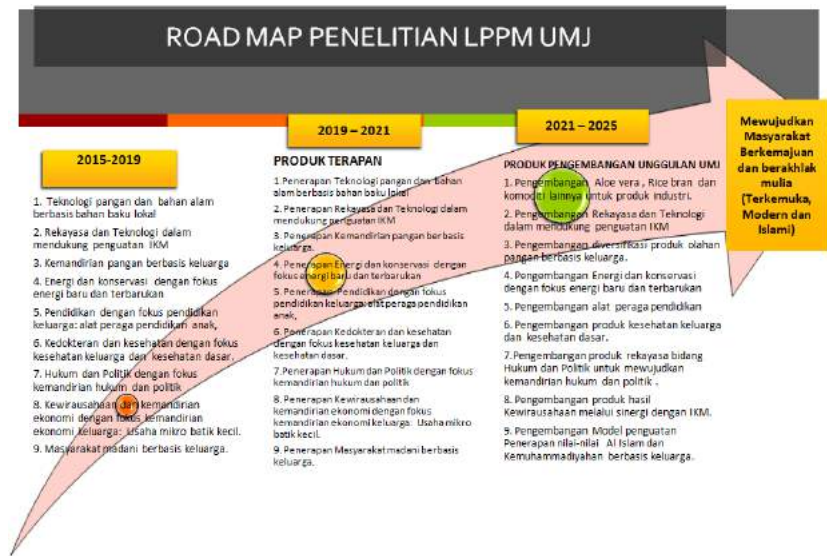 ROAD MAP PENELITIAN LPPM UMJ
2015-2019
1. Teknologi pangan dan bahan alam
berbasis bahan baku lokal
2. Rekayasa dan Teknologi dalam
mendukung penguatan IKM
3. Kemandirian pangan berbasis keluarga
4. Energi dan konservasi dengan fokus
energi baru dan terbarukan
5. Pendidikan dengan fokus pendidikan
keluarga: alat peraga pendidikan anak,
6. Kedokteran dan kesehatan dengan fokus
kesehatan keluarga dan kesehatan dasar.
7. Hukum dan Politik dengan fokus
kemandirian hukum dan politik
8. Kewirausahaan dan kemandirian
ekonomi dengan fokus kemandirian
ekonomi keluarga: Usaha mikro batik kecil.
9. Masyarakat madani berbasis keluarga.
2019 – 2021
PRODUK TERAPAN
1.Penerapan Teknologi pangan dan bahan
alam berbasis bahan baku lokal
2. Penerapan Rekayasa dan Teknologi dalam
mendukung penguatan IKM
3. Penerapan Kemandirian pangan berbasis
keluarga.
4. Penerapan Energi dan konservasi dengan
fokus energi baru dan terbarukan
5. Penerapan Pendidikan dengan fokus
pendidikan keluarga: alat peraga pendidikan
anak,
6. Penerapan Kedokteran dan kesehatan
dengan fokus kesehatan keluarga dan
kesehatan dasar.
7.Penerapan Hukum dan Politik dengan fokus
kemandirian hukum dan politik
8. Penerapan Kewirausahaan dan
kemandirian ekonomi dengan fokus
kemandirian ekonomi keluarga: Usaha mikro
batik kecil.
9. Penerapan Masyarakat madani berbasis
keluarga.
2021 – 2025
PRODUK PENGEMBANGAN UNGGULAN UMJ
1. Pengembangan Aloe vera , Rice bran dan
komoditi lainnya untuk produk industri.
2. Pengembangan Rekayasa dan Teknologi
dalam mendukung penguatan IKM
3. Pengembangan diversifikasi produk olahan
pangan berbasis keluarga.
4. Pengembangan Energi dan konservasi
dengan fokus energi baru dan terbarukan
5. Pengembangan alat peraga pendidikan
6. Pengembangan produk kesehatan keluarga
dan kesehatan dasar.
7.Pengembangan produk rekayasa bidang
Hukum dan Politik untuk mewujudkan
kemandirian hukum dan politik .
8. Pengembangan produk hasil
Kewirausahaan melalui sinergi dengan IKM.
9. Pengembangan Model penguatan
Penerapan nilai-nilai Al Islam dan
Kemuhammadiyahan berbasis keluarga.
Mewujudkan
Masyarakat
Berkemajuan
dan berakhlak
mulia
(Terkemuka,
Modern dan
Islami)